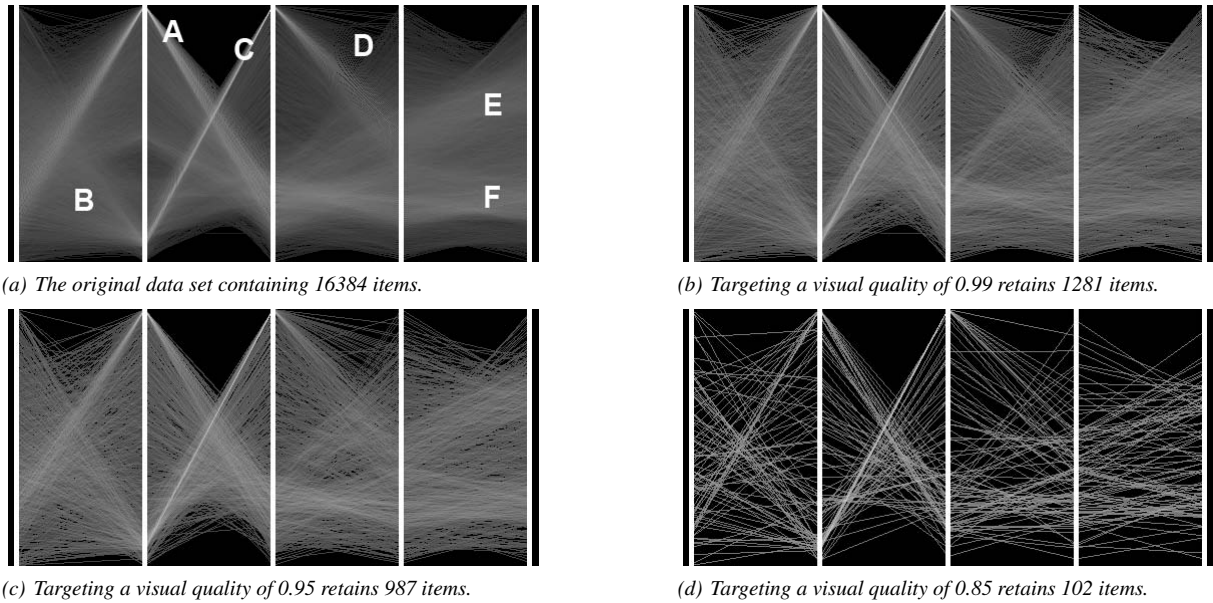 A
C
D
E
B
F
(a) The original data set containing 16384 items.
(b) Targeting a visual quality of 0.99 retains 1281 items.
(c) Targeting a visual quality of 0.95 retains 987 items.
(d) Targeting a visual quality of 0.85 retains 102 items.